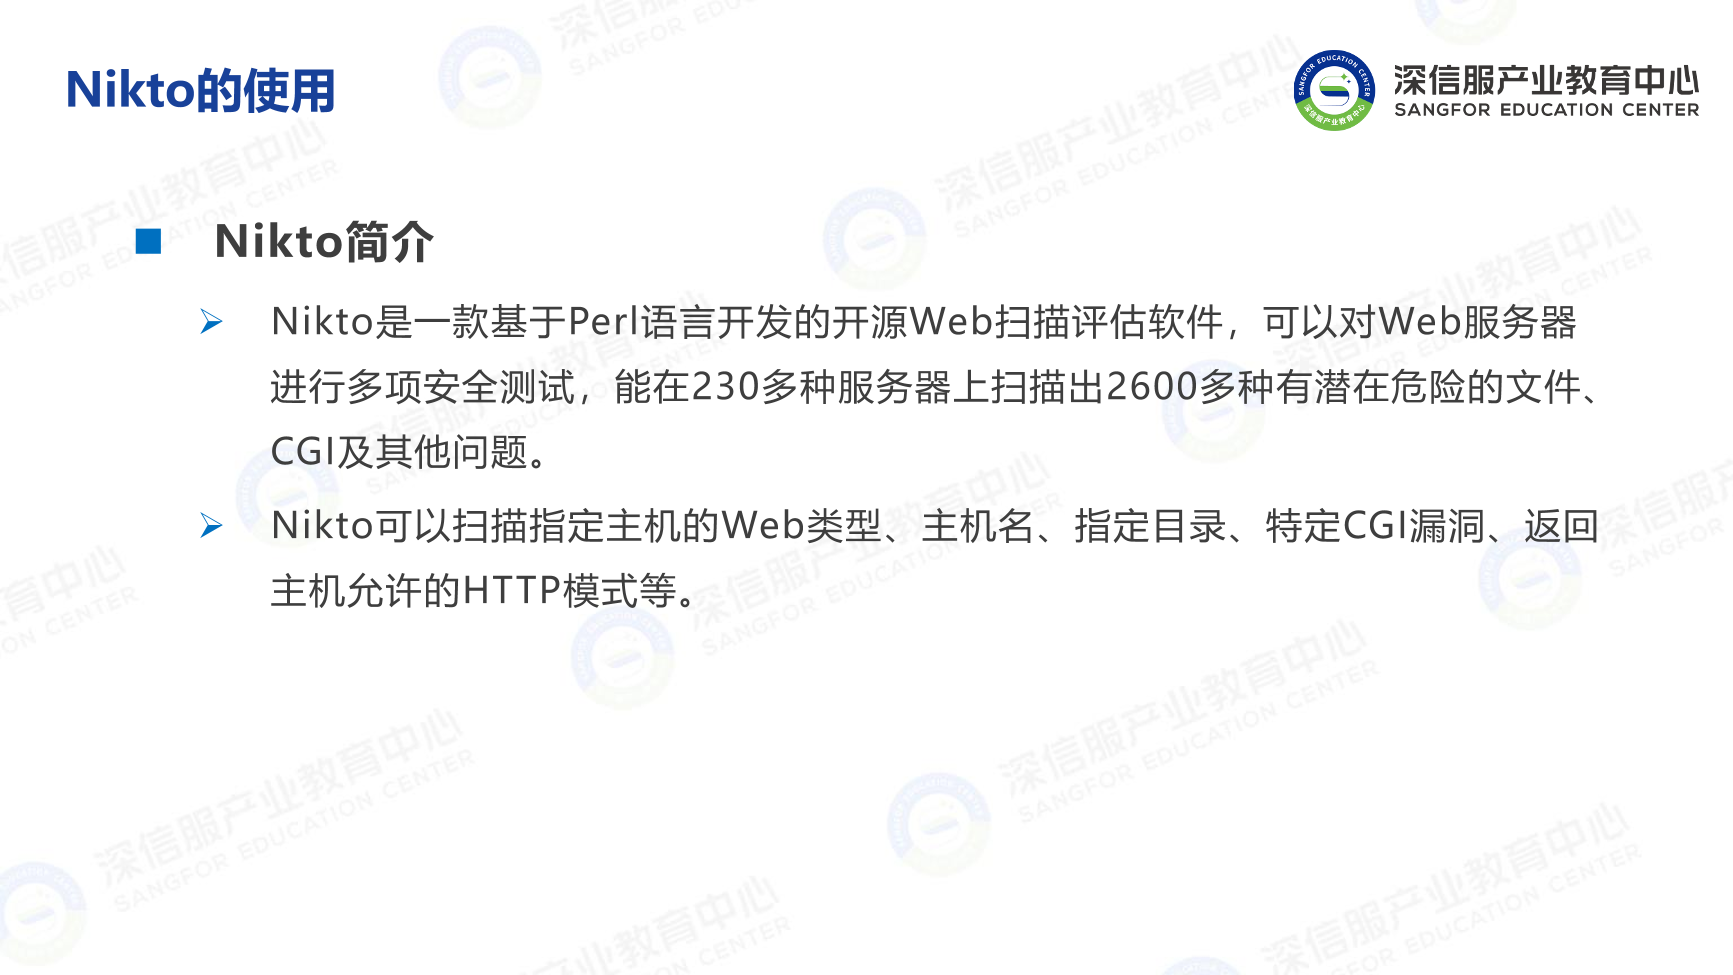 Nikto的使用
深信服产业教育中心
SANGFOR EDUCATION CENTER
Nikto简介
Nikto是一款基于Perl语言开发的开源Web扫描评估软件，可以对Web服务器
进行多项安全测试，能在230多种服务器上扫描出2600多种有潜在危险的文件、
CGI及其他问题。
Nikto可以扫描指定主机的Web类型、主机名、指定目录、特定CGI漏洞、返回
主机允许的HTTP模式等。